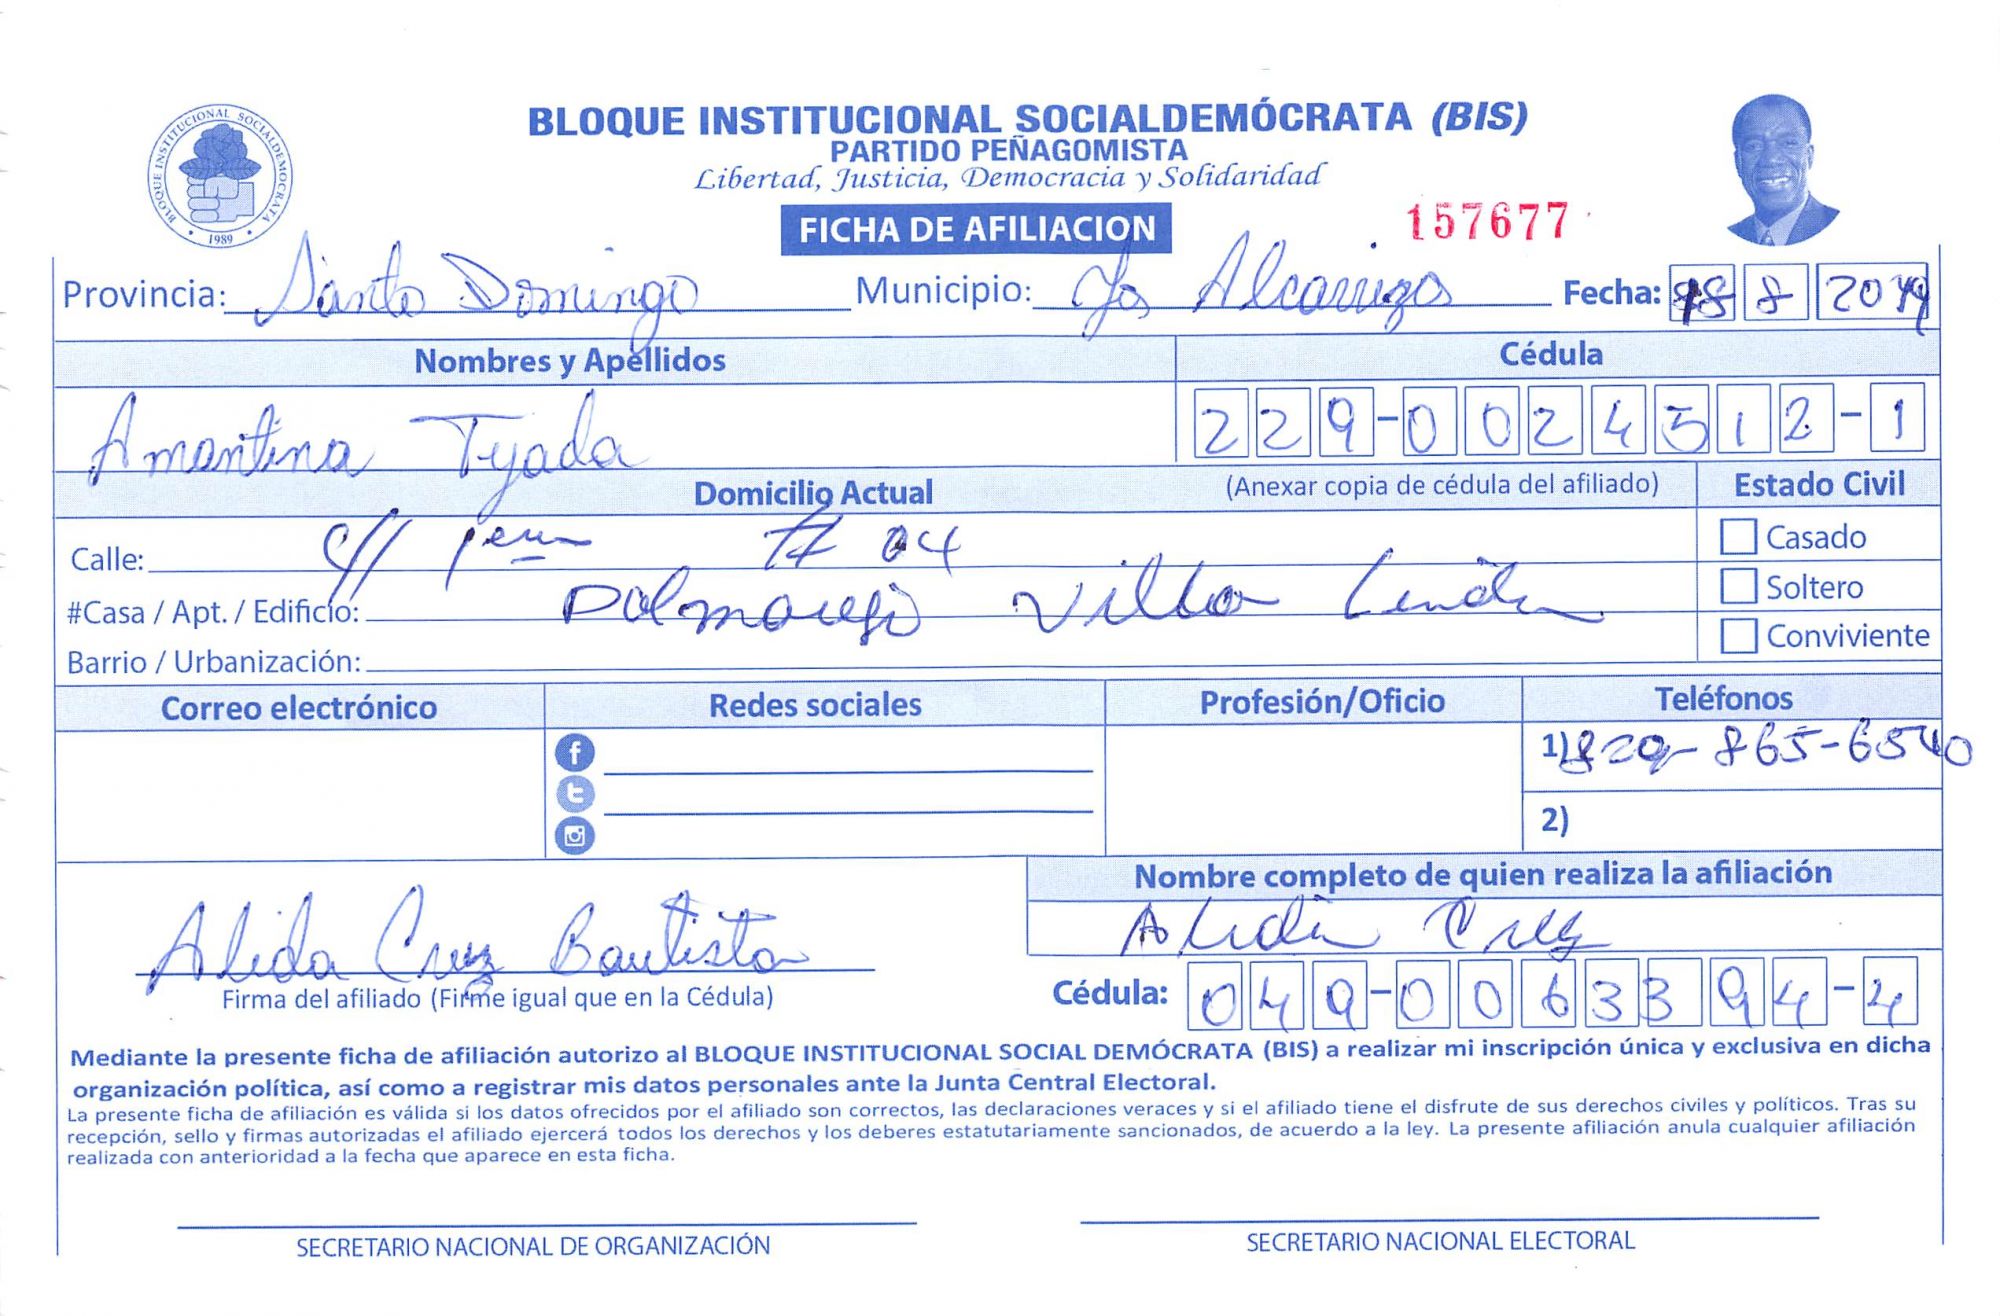 BLOQUE INSTITUCIONAL SOCIALDEMÓCRATA (BIS)
PARTIDO PEÑAGOMISTA
Libertad, Justicia, Democracia y Solidaridad
BLOQUE INSTITUCIONAL SOCIALDEMOCRATA
1989
FICHA DE AFILIACION
157677
Provincia: Santo Domingo Municipio: Los Alcarrizos Fecha: 18 8 2019
Nombres y Apellidos Cédula
Amantina Tejada 229-0024512-1
Domicilio Actual (Anexar copia de cédula del afiliado) Estado Civil
Calle: C/ 1era # 04 Casado
#Casa / Apt. / Edificio: Palmarejo Villa Linda Soltero
Barrio / Urbanización: Conviviente
Correo electrónico Redes sociales Profesión/Oficio Teléfonos
1) 829-865-6540
2)
Nombre completo de quien realiza la afiliación
Alida Cruz
Alida Cruz Bautista
Firma del afiliado (Firme igual que en la Cédula) Cédula: 049-0063394-4
Mediante la presente ficha de afiliación autorizo al BLOQUE INSTITUCIONAL SOCIAL DEMÓCRATA (BIS) a realizar mi inscripción única y exclusiva en dicha
organización política, así como a registrar mis datos personales ante la Junta Central Electoral.
La presente ficha de afiliación es válida si los datos ofrecidos por el afiliado son correctos, las declaraciones veraces y si el afiliado tiene el disfrute de sus derechos civiles y políticos. Tras su
recepción, sello y firmas autorizadas el afiliado ejercerá todos los derechos y los deberes estatutariamente sancionados, de acuerdo a la ley. La presente afiliación anula cualquier afiliación
realizada con anterioridad a la fecha que aparece en esta ficha.
SECRETARIO NACIONAL DE ORGANIZACIÓN SECRETARIO NACIONAL ELECTORAL